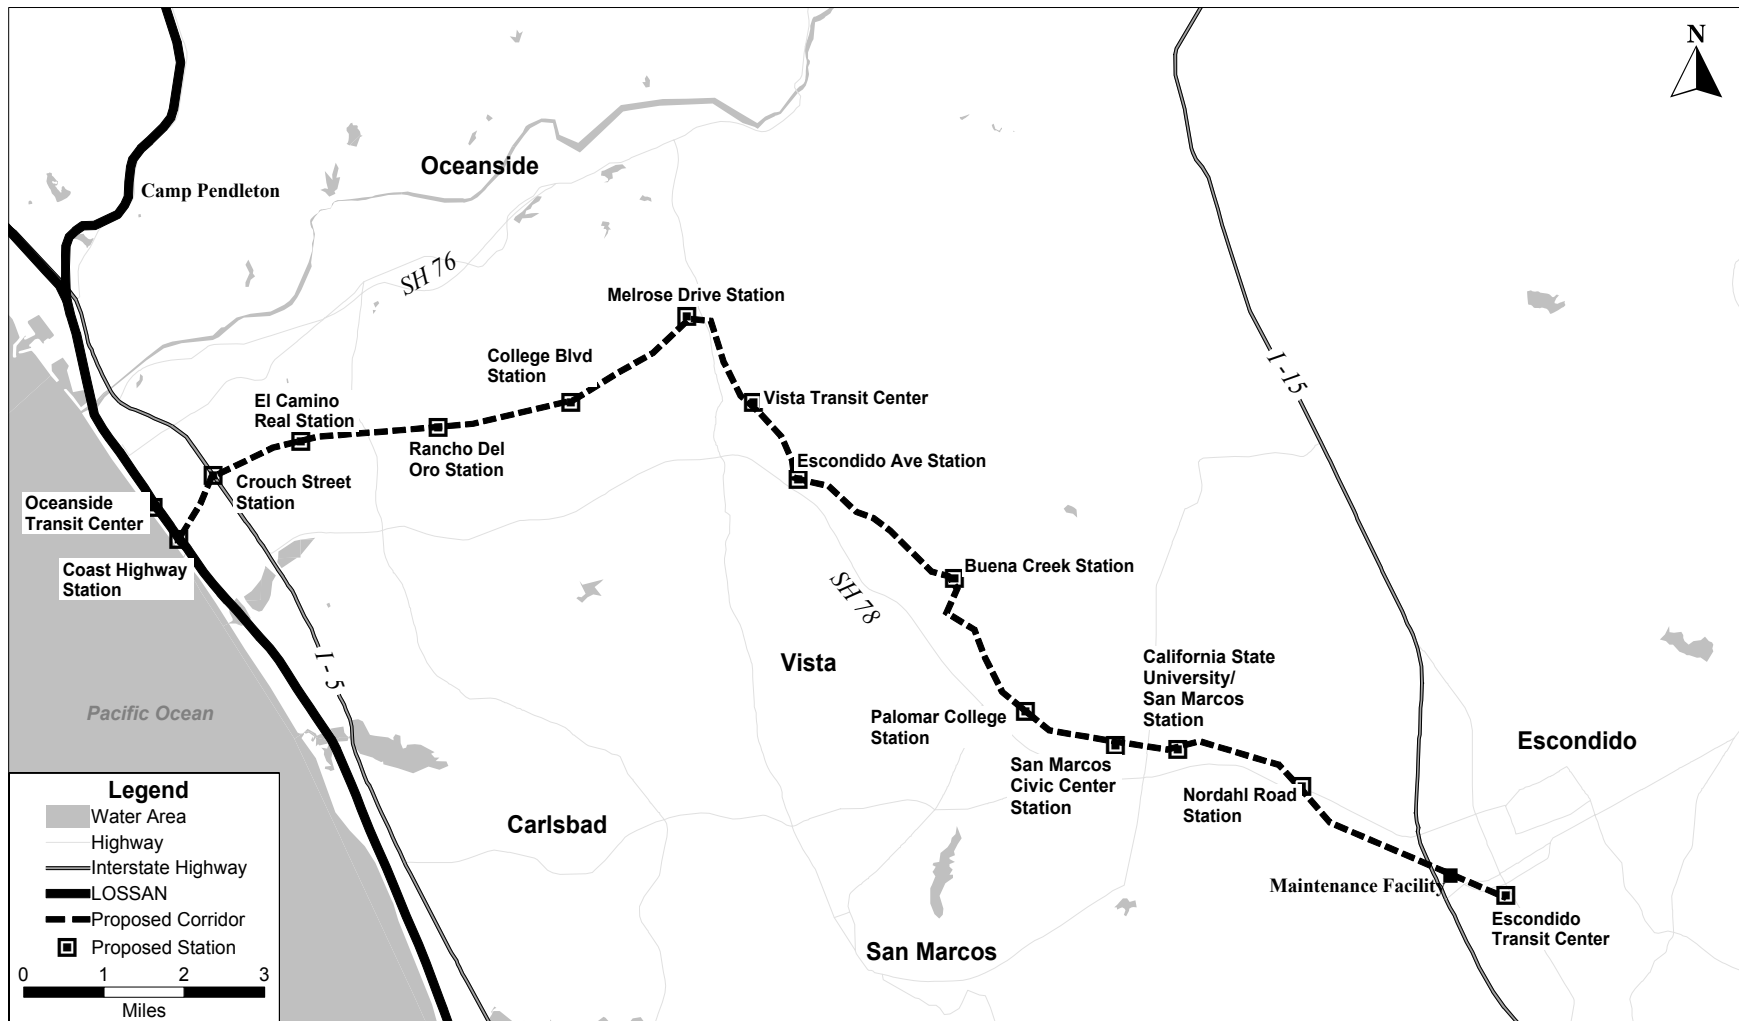 N
Oceanside
Camp Pendleton
SH 76
Melrose Drive Station
I -15
College Blvd
Station
El Camino
Real Station
Vista Transit Center
Rancho Del
Oro Station
Escondido Ave Station
Crouch Street
Station
Oceanside
Transit Center
Coast Highway
Station
Buena Creek Station
SH 78
I - 5
Vista
California State
University/
San Marcos
Station
Pacific Ocean
Palomar College
Station
San Marcos
Civic Center
Station
Escondido
Nordahl Road
Station
Carlsbad
Maintenance Facility
Escondido
Transit Center
San Marcos
Legend
Water Area
Highway
Interstate Highway
LOSSAN
Proposed Corridor
Proposed Station
0 1 2 3
Miles